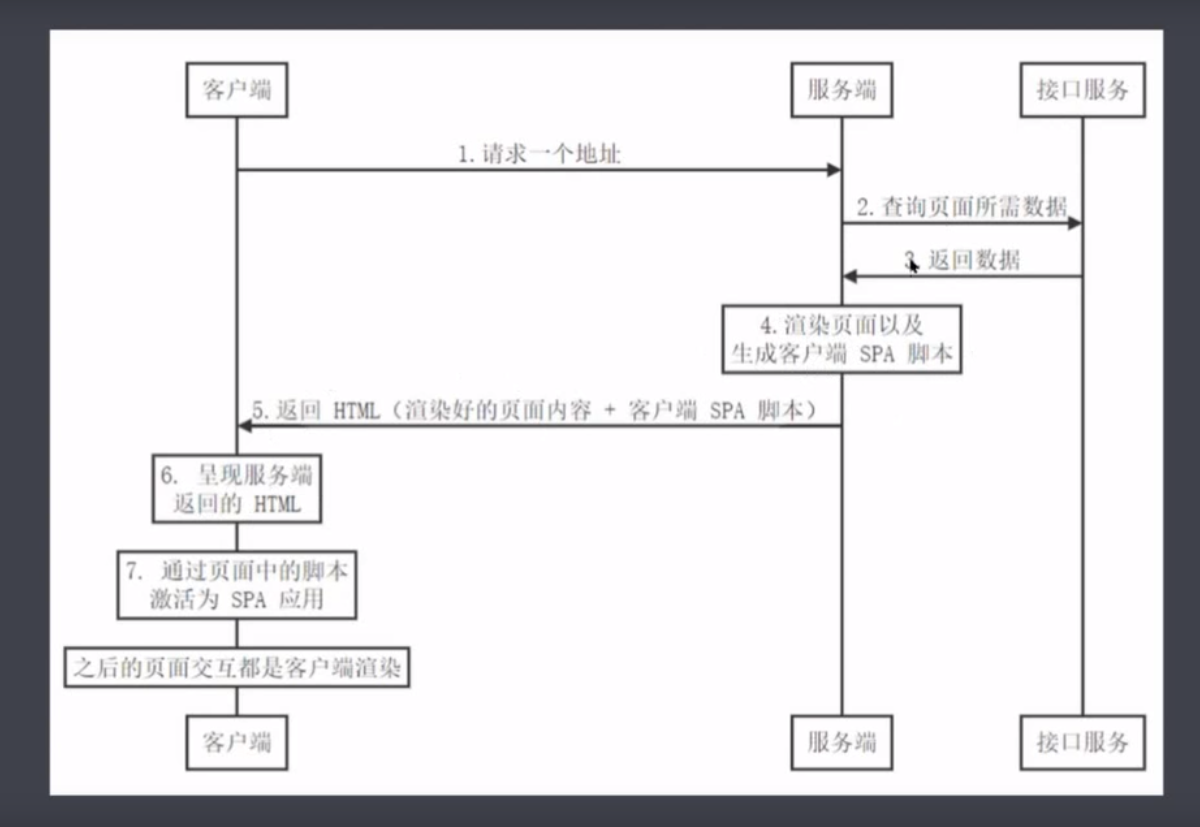 客户端
服务端
接口服务
1.请求一个地址
2.查询页面所需数据
返回数据
4.渲染页面以及
生成客户端 SPA 脚本
5.返回 HTML（渲染好的页面内容 + 客户端 SPA 脚本）
6. 呈现服务端
返回的 HTML
7. 通过页面中的脚本
激活为 SPA 应用
之后的页面交互都是客户端渲染
客户端
服务端
接口服务